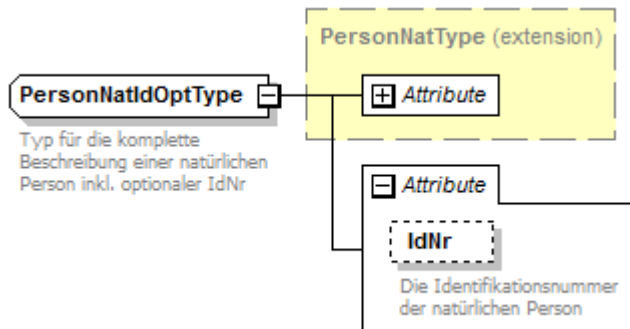 PersonNatType (extension)
PersonNatIdOptType
Attribute
Typ für die komplette
Beschreibung einer natürlichen
Person inkl. optionaler IdNr
Attribute
IdNr
Die Identifikationsnummer
der natürlichen Person